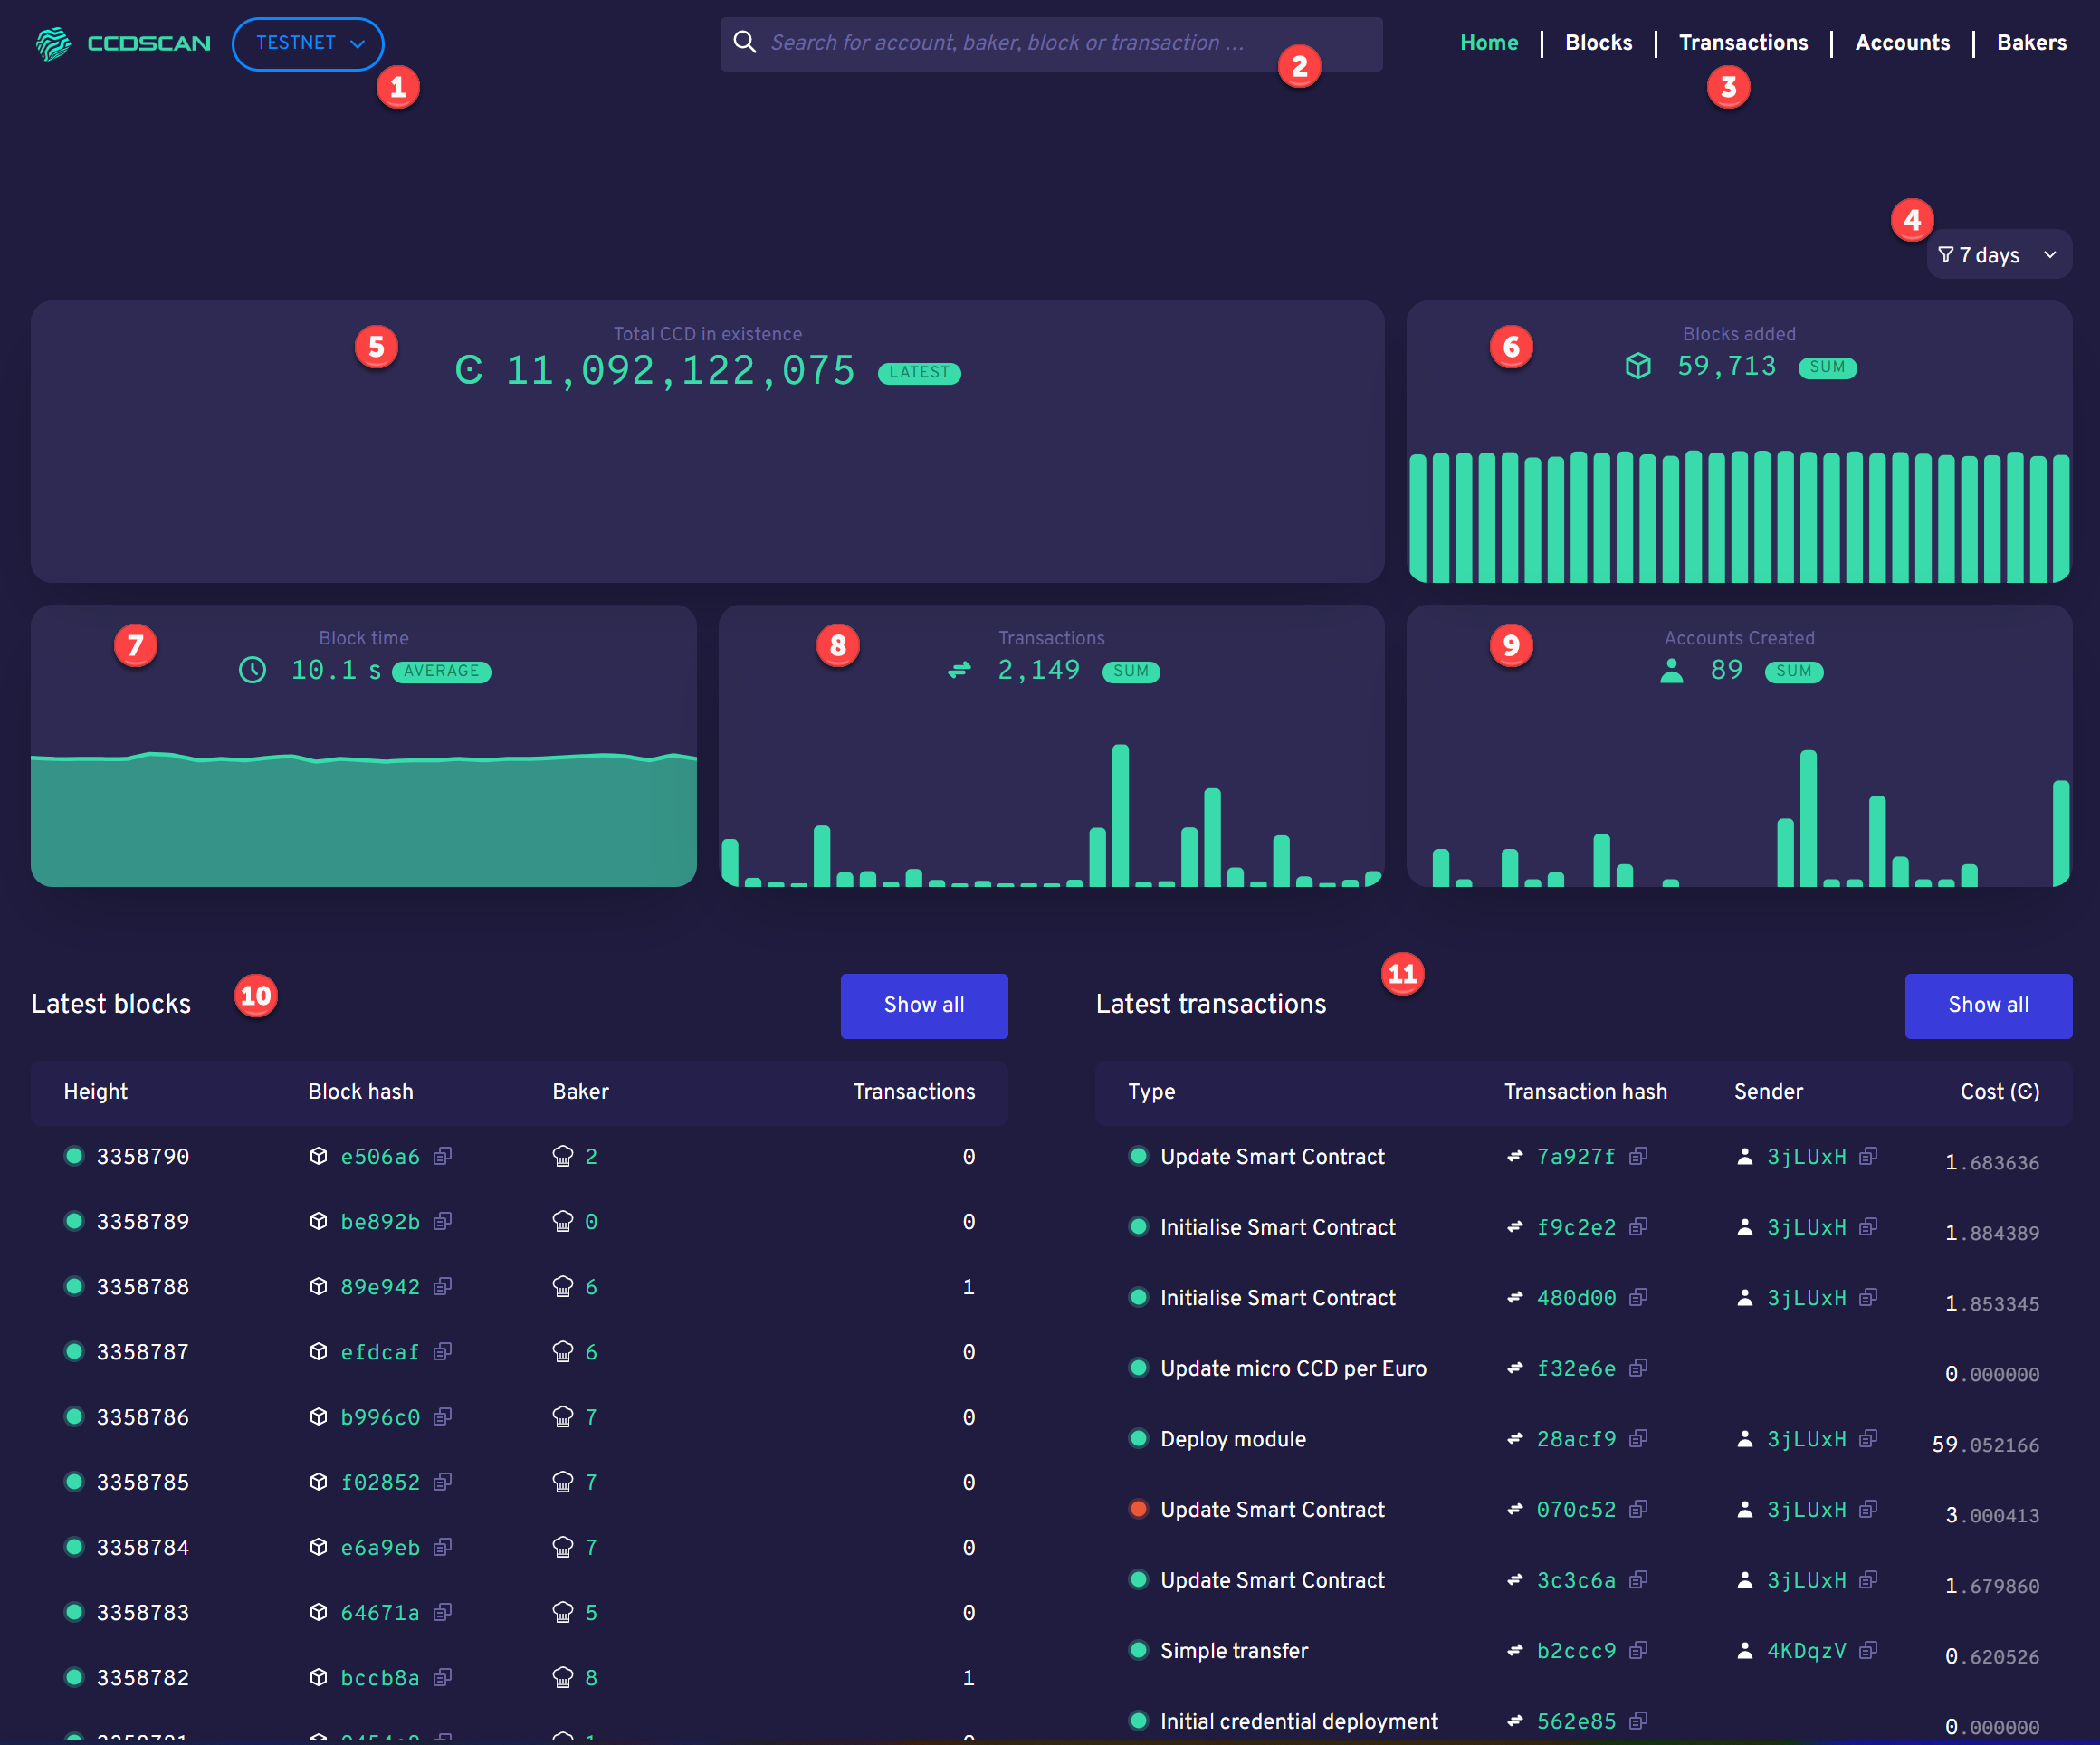 CCDSCAN
TESTNET
1
Search for account, baker, block or transaction ...
2
Home | Blocks | Transactions | Accounts | Bakers
3
4
7 days
5
Total CCD in existence
11,092,122,075 LATEST
6
Blocks added
59,713 SUM
7
Block time
10.1 s AVERAGE
8
Transactions
2,149 SUM
9
Accounts Created
89 SUM
Latest blocks
10
Show all
Height Block hash Baker Transactions
3358790 e506a6 2 0
3358789 be892b 0 0
3358788 89e942 6 1
3358787 efdcaf 6 0
3358786 b996c0 7 0
3358785 f02852 7 0
3358784 e6a9eb 7 0
3358783 64671a 5 0
3358782 bccb8a 8 1
11
Latest transactions
Show all
Type Transaction hash Sender Cost (Ͼ)
Update Smart Contract 7a927f 3jLUxH 1.683636
Initialise Smart Contract f9c2e2 3jLUxH 1.884389
Initialise Smart Contract 480d00 3jLUxH 1.853345
Update micro CCD per Euro f32e6e 0.000000
Deploy module 28acf9 3jLUxH 59.052166
Update Smart Contract 070c52 3jLUxH 3.000413
Update Smart Contract 3c3c6a 3jLUxH 1.679860
Simple transfer b2ccc9 4KDqzV 0.620526
Initial credential deployment 562e85 0.000000